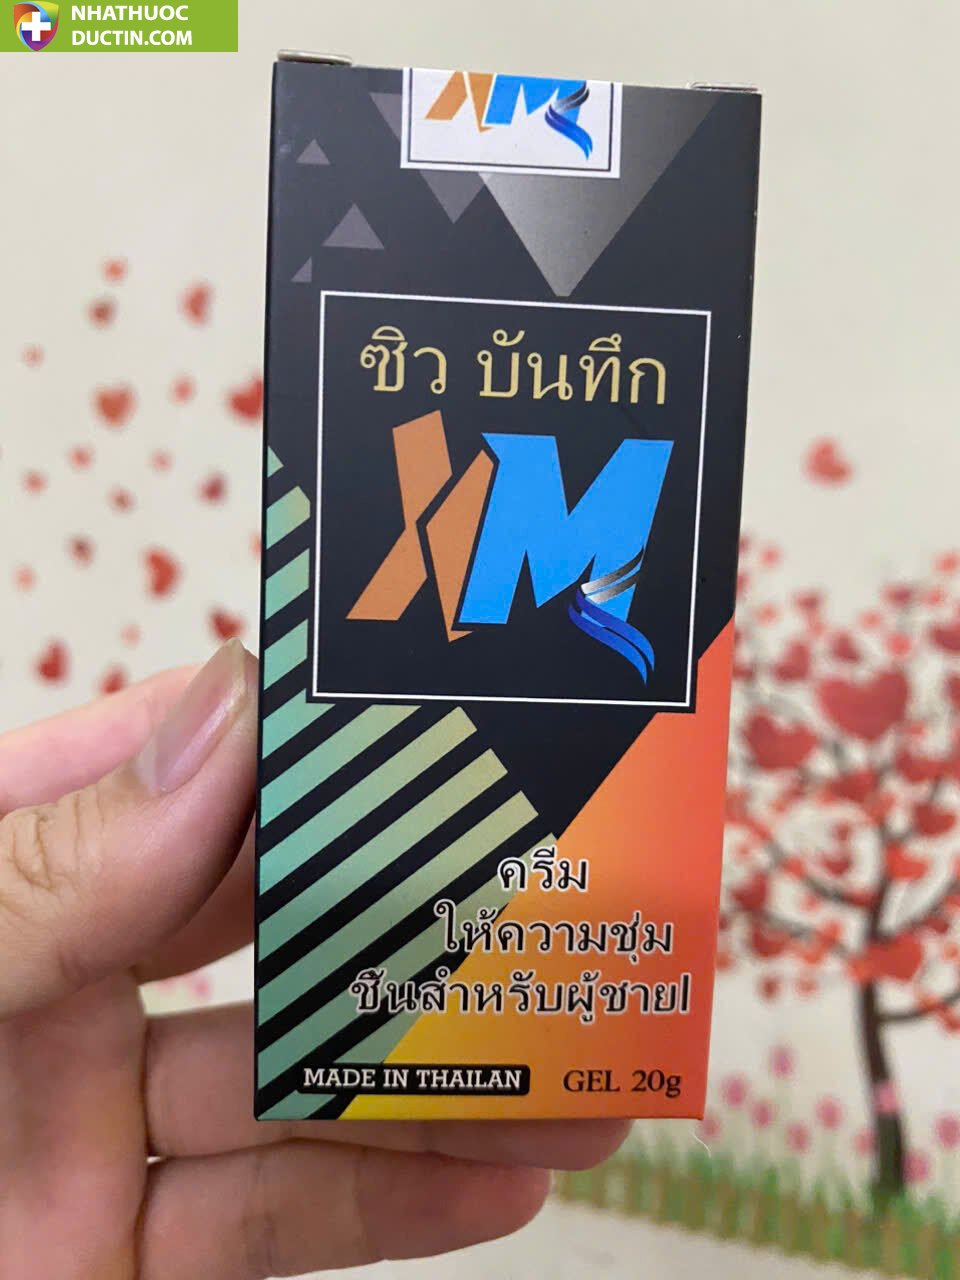 NHATHUOC
DUCTIN.COM
XM
ซิว บันทึก
XM
ครีม
ให้ความชุ่ม
ชื้นสำหรับผู้ชายl
MADE IN THAILAN
GEL 20g